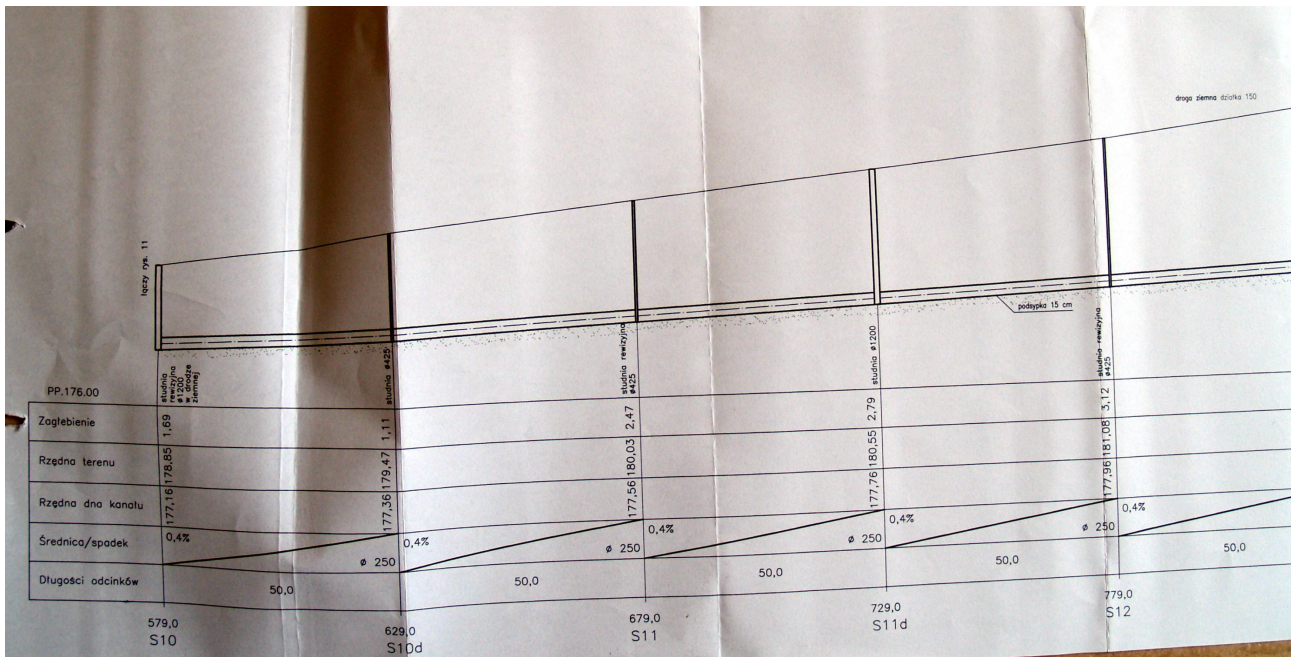 droga ziemna działka 150
łączy rys. 11
podsypka 15 cm
studnia
rewizyjna
ø1200
w drodze
ziemnej
studnia ø425
studnia rewizyjna
ø425
studnia ø1200
studnia rewizyjna
ø425
PP.176.00
Zagłebienie 1,69 1,11 2,47 2,79 3,12
Rzędna terenu 178,85 179,47 180,03 180,55 181,08
Rzędna dna kanału 177,16 177,36 177,56 177,76 177,96
Średnica/spadek 0,4% ø 250 0,4% ø 250 0,4% ø 250 0,4% ø 250 0,4%
Długości odcinków 50,0 50,0 50,0 50,0 50,0
579,0 629,0 679,0 729,0 779,0
S10 S10d S11 S11d S12